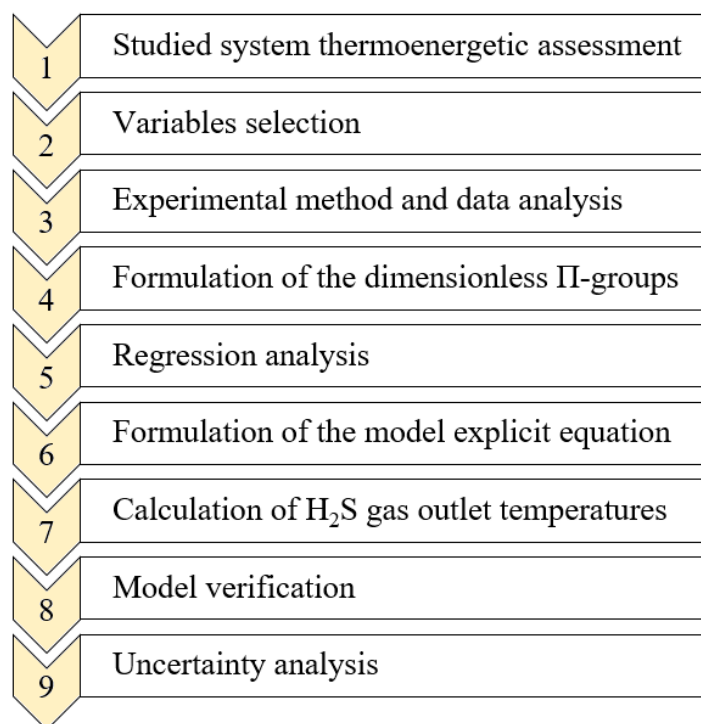 1 Studied system thermoenergetic assessment
2 Variables selection
3 Experimental method and data analysis
4 Formulation of the dimensionless Π-groups
5 Regression analysis
6 Formulation of the model explicit equation
7 Calculation of H₂S gas outlet temperatures
8 Model verification
9 Uncertainty analysis